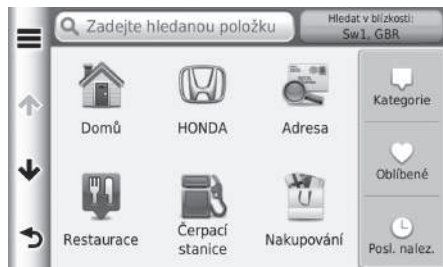 Zadejte hledanou položku
Hledat v blízkosti:
Sw1, GBR
Domů
HONDA
Adresa
Kategorie
Oblíbené
Restaurace
Čerpací
stanice
Nakupování
Posl. nalez.